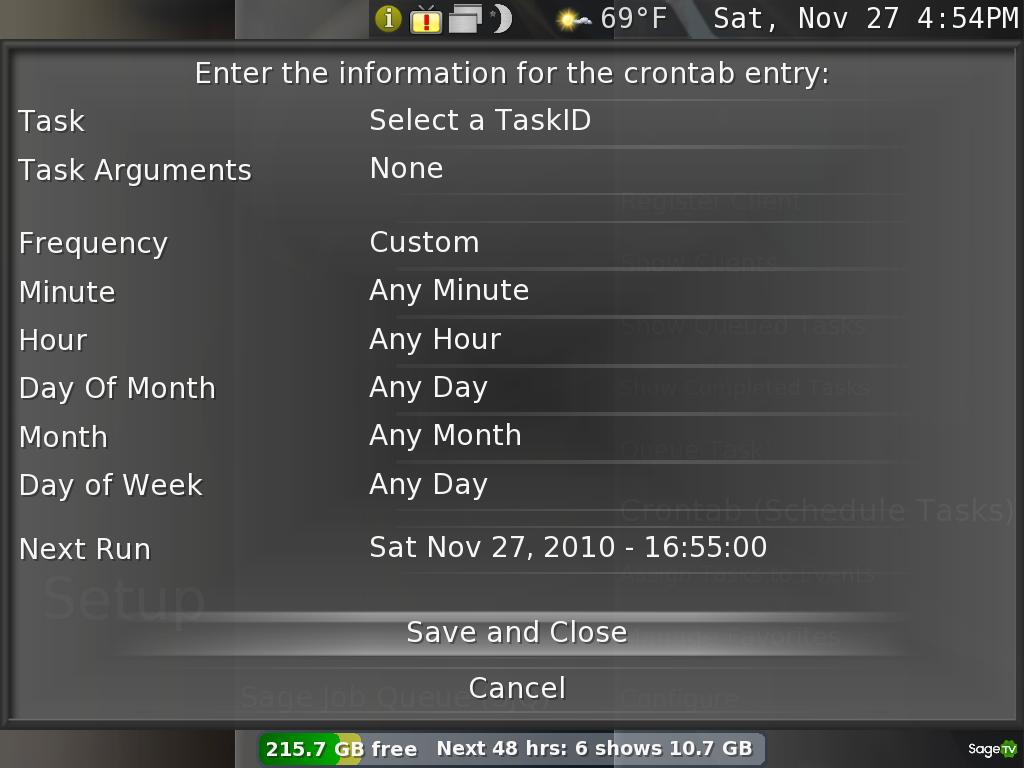 69°F Sat, Nov 27 4:54PM
Enter the information for the crontab entry:
Task Select a TaskID
Task Arguments None
Register Client
Frequency Custom
Show Clients
Minute Any Minute
Show Queued Tasks
Hour Any Hour
Day Of Month Any Day
Show Completed Tasks
Month Any Month
Queue Task
Day of Week Any Day
Crontab (Schedule Tasks)
Next Run Sat Nov 27, 2010 - 16:55:00
Assign Tasks to Events
Setup
Save and Close
Favorites
Cancel
Sage Job Queue
Configure
215.7 GB free Next 48 hrs: 6 shows 10.7 GB
SageTV